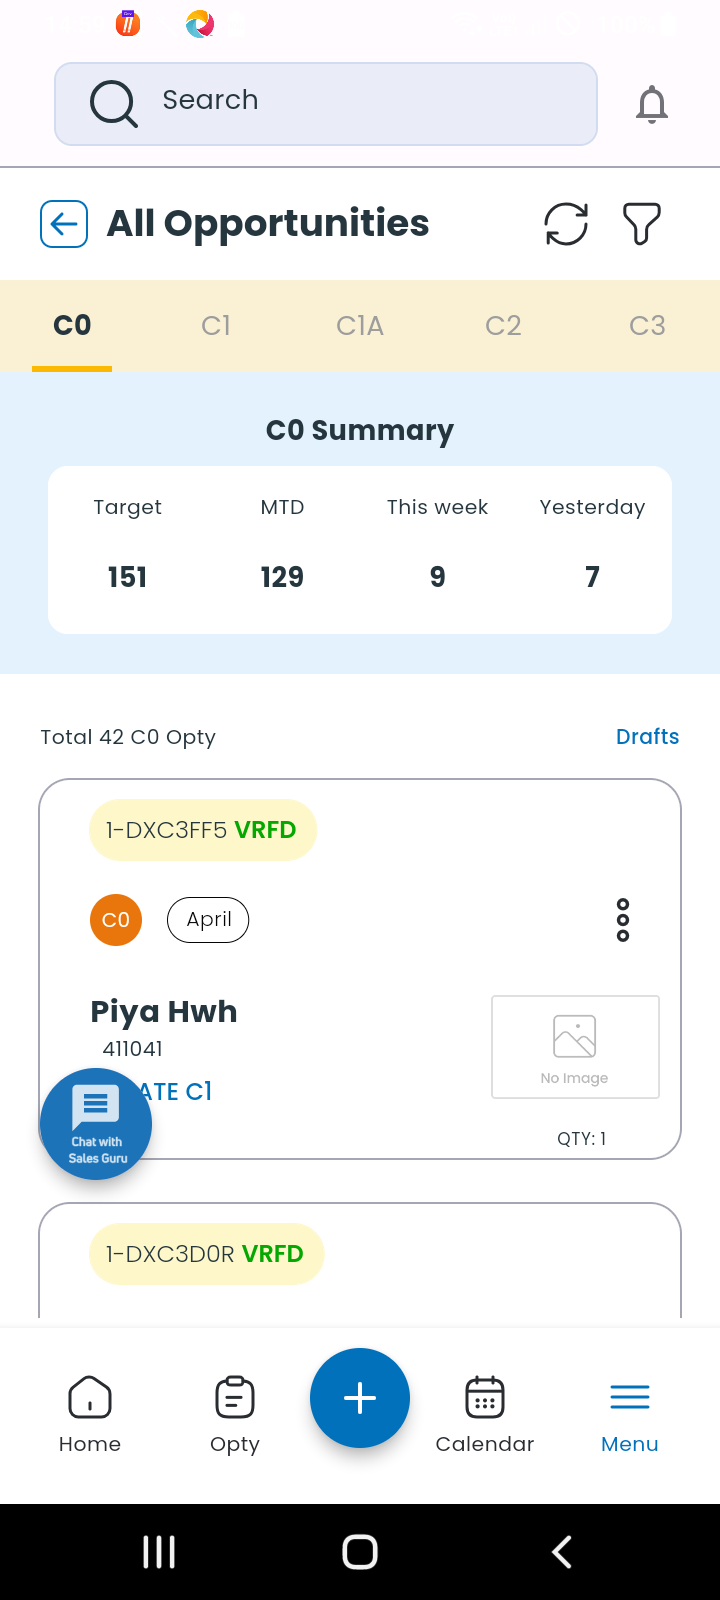 Search
All Opportunities
C0 C1 C1A C2 C3
C0 Summary
Target MTD This week Yesterday
151 129 9 7
Total 42 C0 Opty Drafts
1-DXC3FF5 VRFD
C0 April
Piya Hwh
411041
No Image
ATE C1
Chat with
Sales Guru
QTY: 1
1-DXC3D0R VRFD
Home Opty Calendar Menu